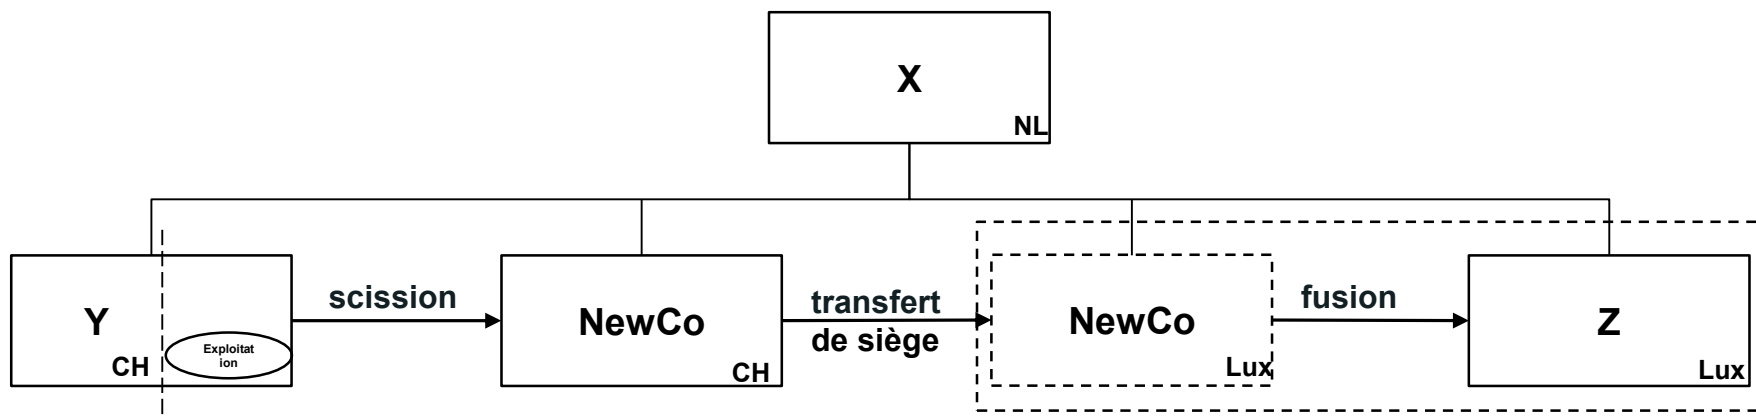 X
NL
Y
CH
Exploitat
ion
scission
NewCo
CH
transfert
de siège
NewCo
Lux
fusion
Z
Lux